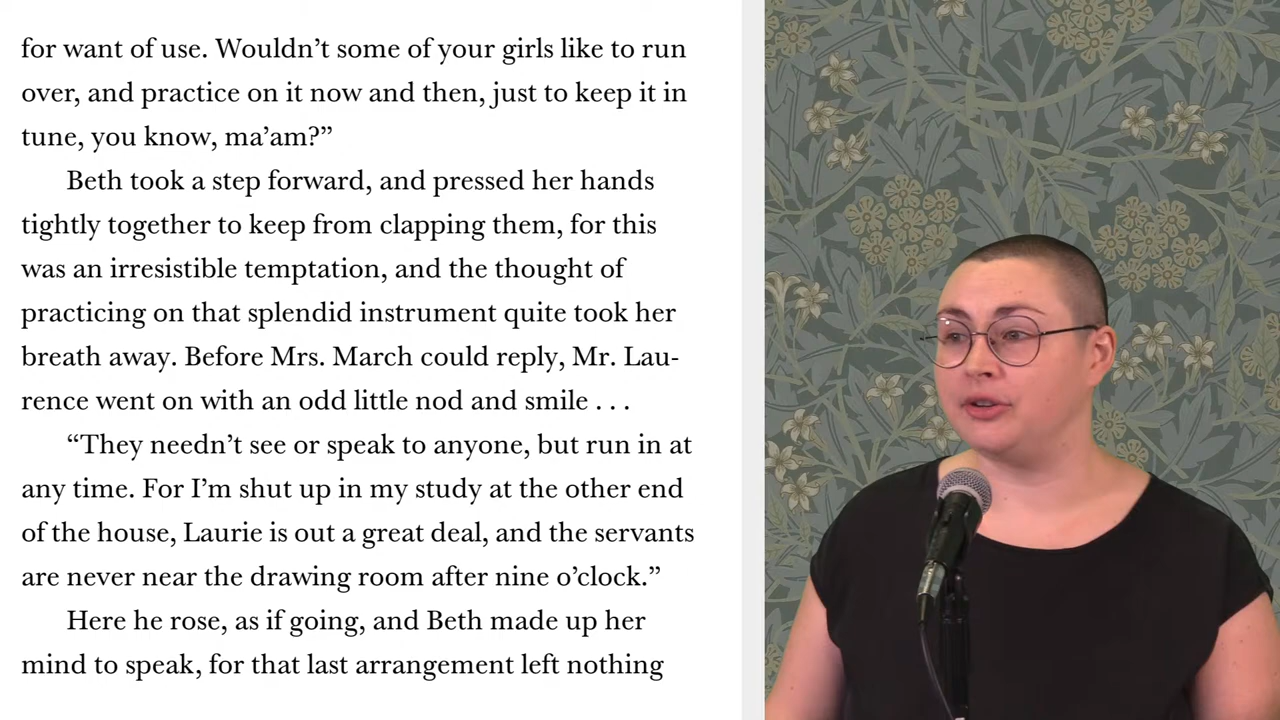 for want of use. Wouldn’t some of your girls like to run
over, and practice on it now and then, just to keep it in
tune, you know, ma’am?”
Beth took a step forward, and pressed her hands
tightly together to keep from clapping them, for this
was an irresistible temptation, and the thought of
practicing on that splendid instrument quite took her
breath away. Before Mrs. March could reply, Mr. Lau-
rence went on with an odd little nod and smile . . .
“They needn’t see or speak to anyone, but run in at
any time. For I’m shut up in my study at the other end
of the house, Laurie is out a great deal, and the servants
are never near the drawing room after nine o’clock.”
Here he rose, as if going, and Beth made up her
mind to speak, for that last arrangement left nothing